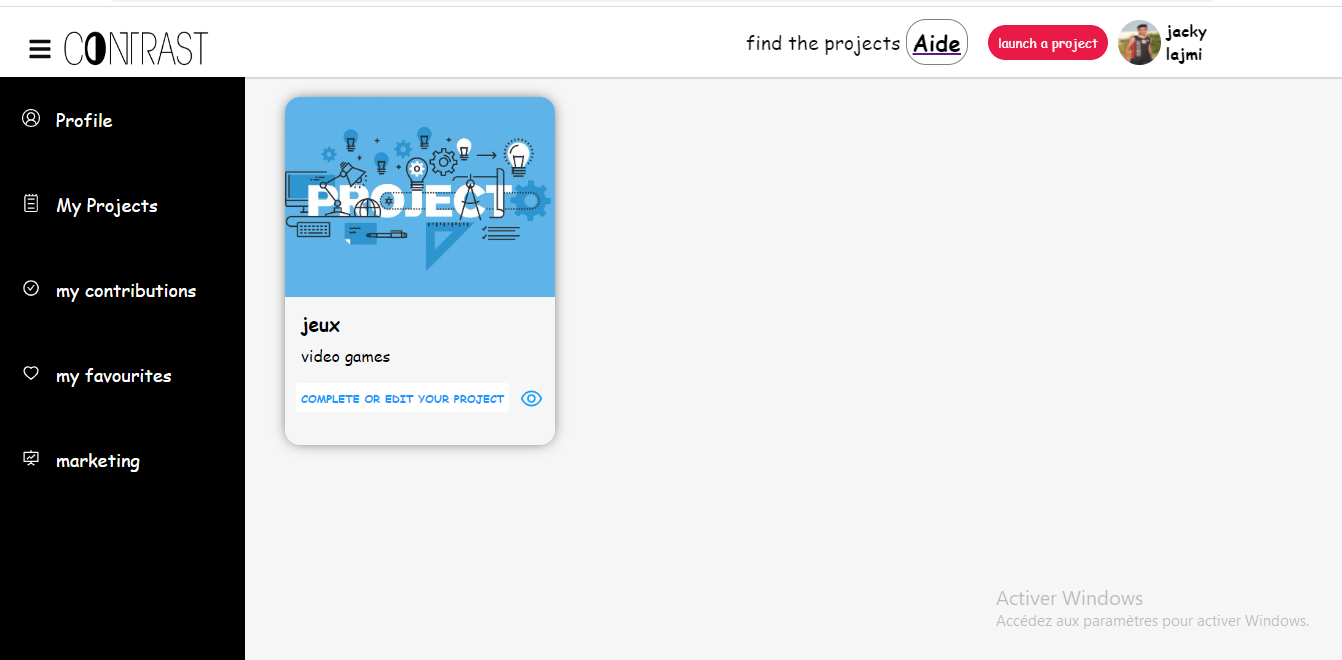 CONTRAST
find the projects Aide launch a project jacky
lajmi
Profile
My Projects
my contributions
my favourites
marketing
PROJECT
jeux
video games
COMPLETE OR EDIT YOUR PROJECT
Activer Windows
Accédez aux paramètres pour activer Windows.